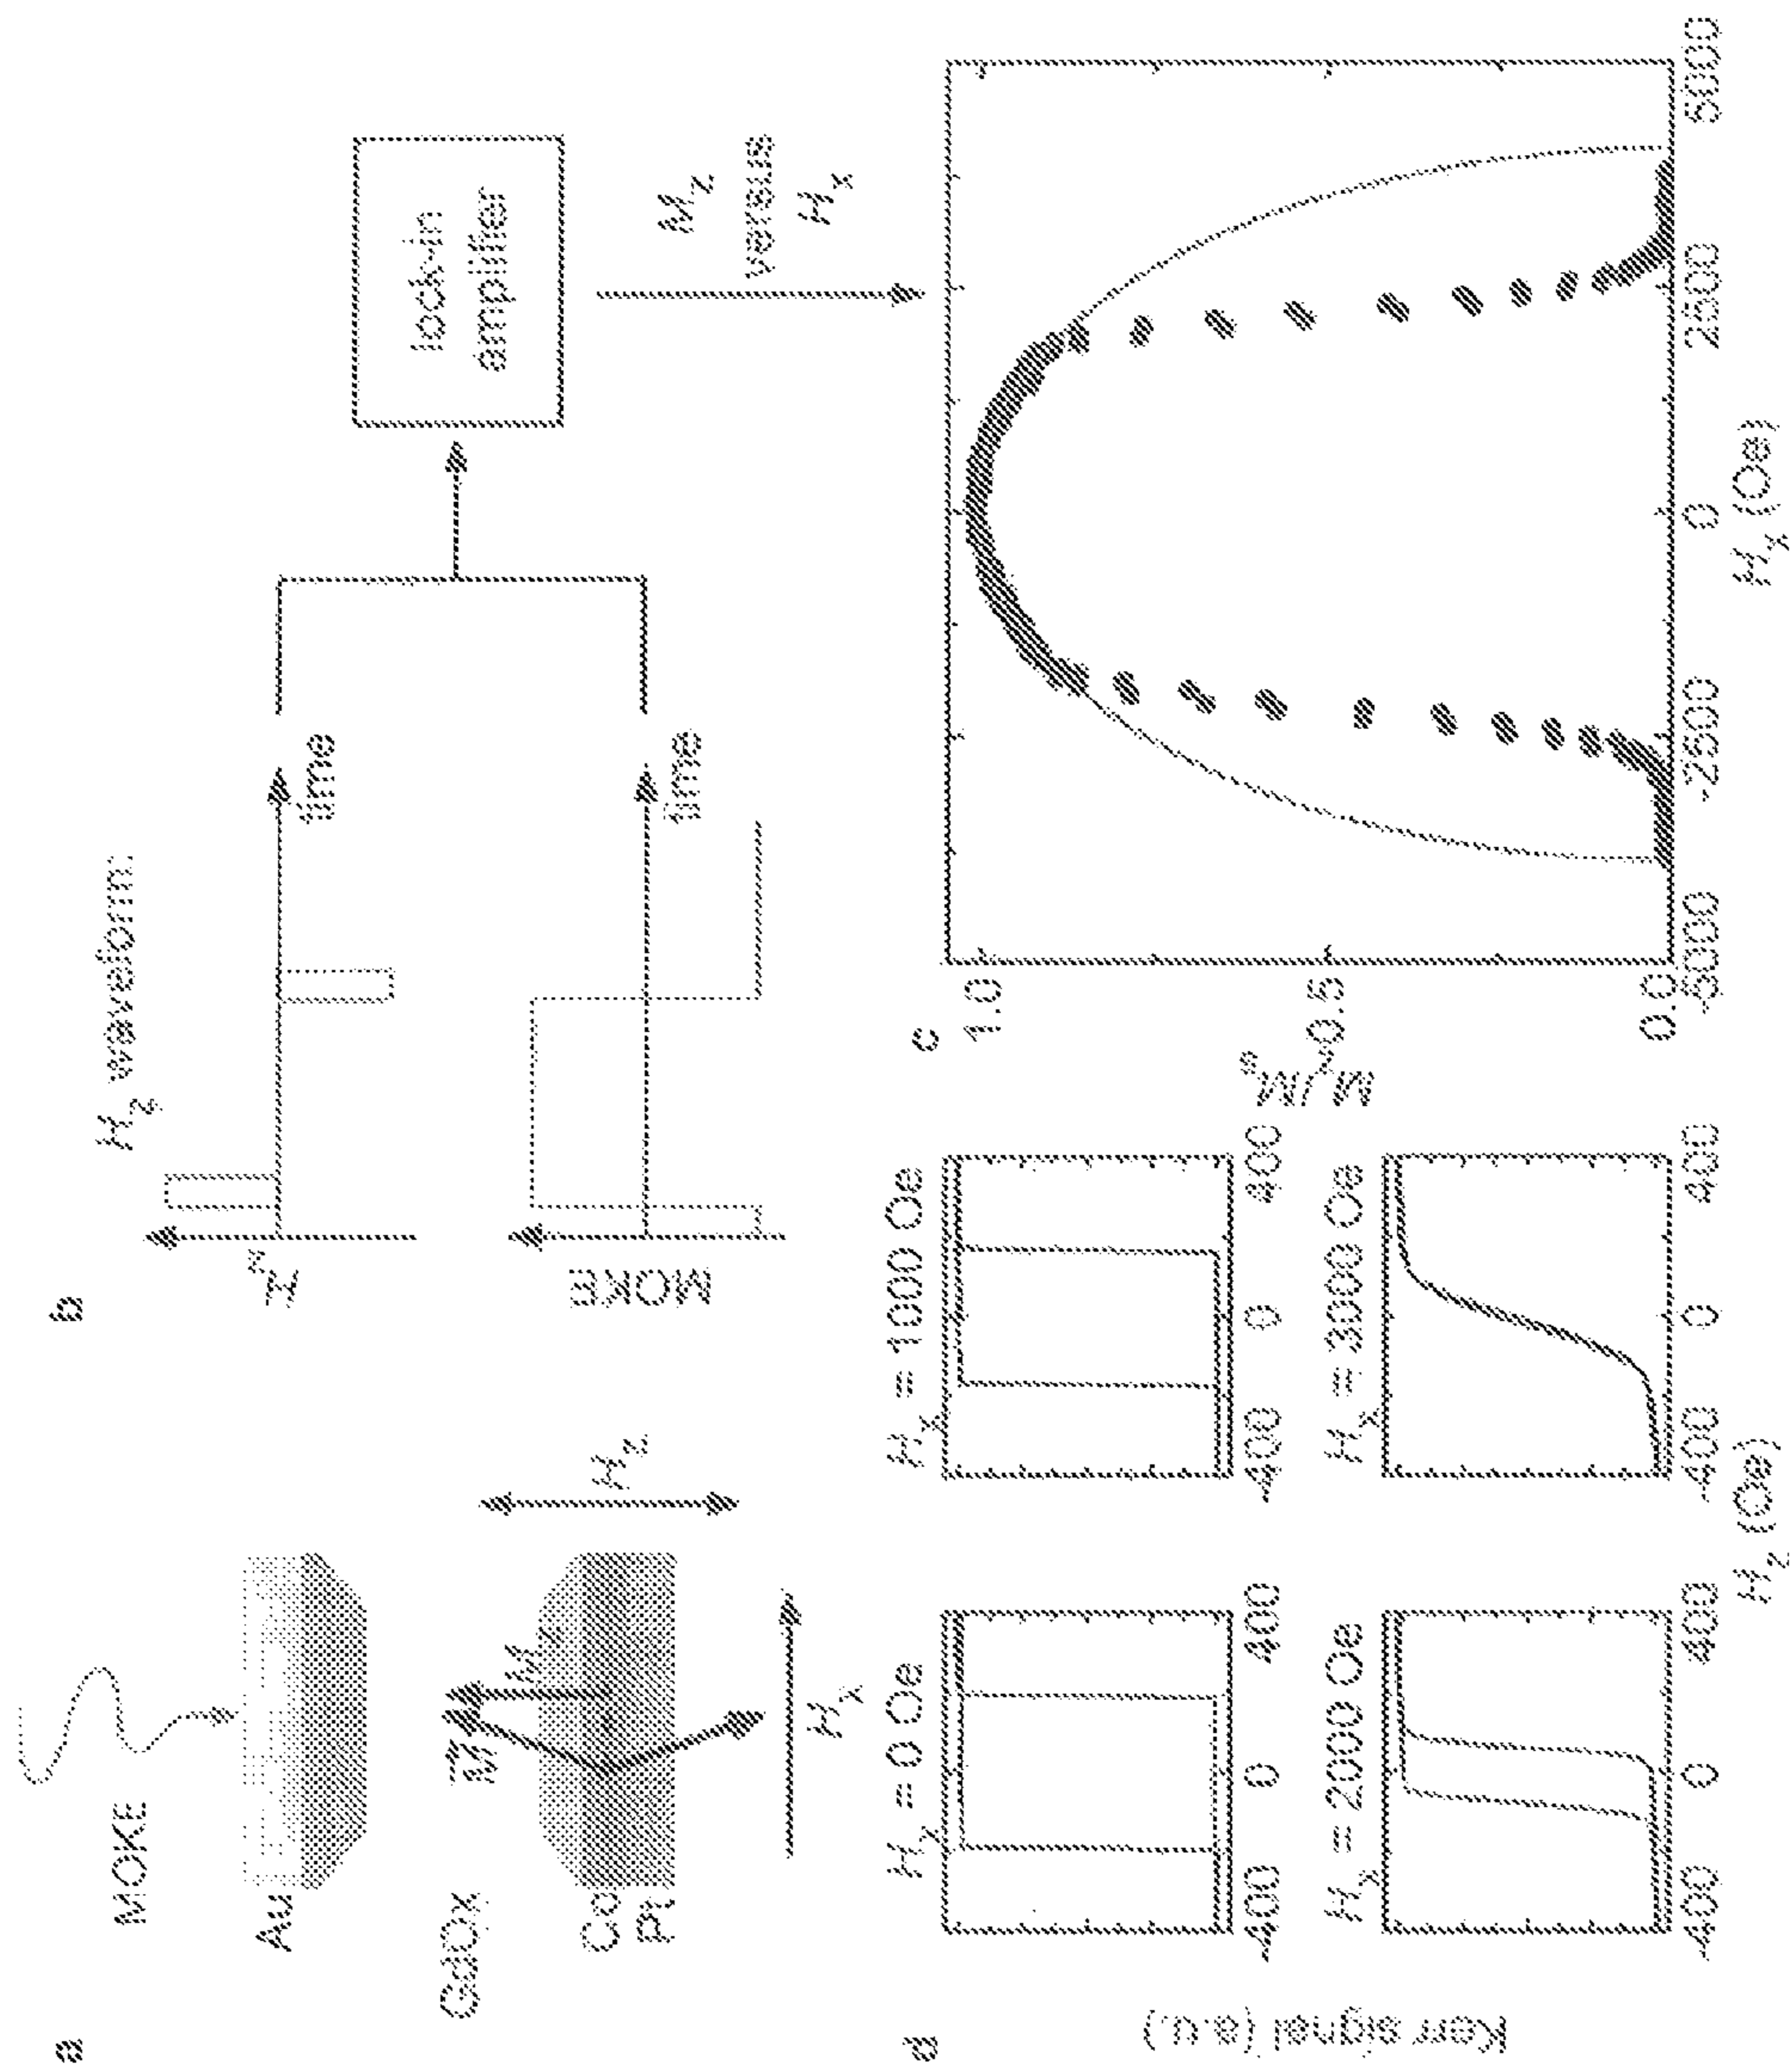 a
MOKE
Au
GdOx
Co
Pt
M
M
H_z
H_x
b
H_z waveform:
H_z
time
MOKE
time
lock-in
amplifier
M_z
versus
H_x
c
1.0
0.5
0.0
-5000
-2500
0
2500
5000
H_x (Oe)
d
Kerr signal (a.u.)
H_x = 0 Oe
-400
0
400
H_x = 1000 Oe
-400
0
400
H_x = 2000 Oe
-400
0
400
H_x = 3000 Oe
-400
0
400
H_z (Oe)